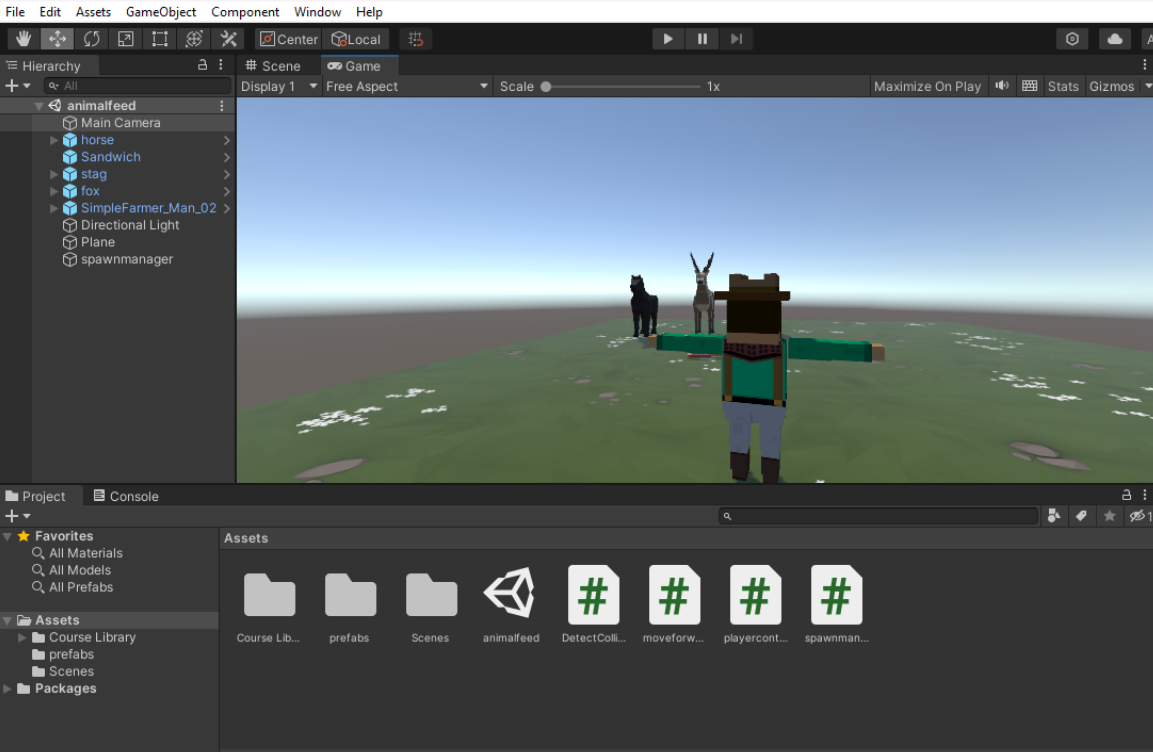 File Edit Assets GameObject Component Window Help
Center Local
Hierarchy
Scene Game
All
Display 1 Free Aspect Scale 1x Maximize On Play Stats Gizmos
animalfeed
Main Camera
horse
Sandwich
stag
fox
SimpleFarmer_Man_02
Directional Light
Plane
spawnmanager
Project Console
Favorites
All Materials
All Models
All Prefabs
Assets
Course Library
prefabs
Scenes
Packages
Assets
Course Lib... prefabs Scenes animalfeed DetectColli... moveforw... playercont... spawnman...